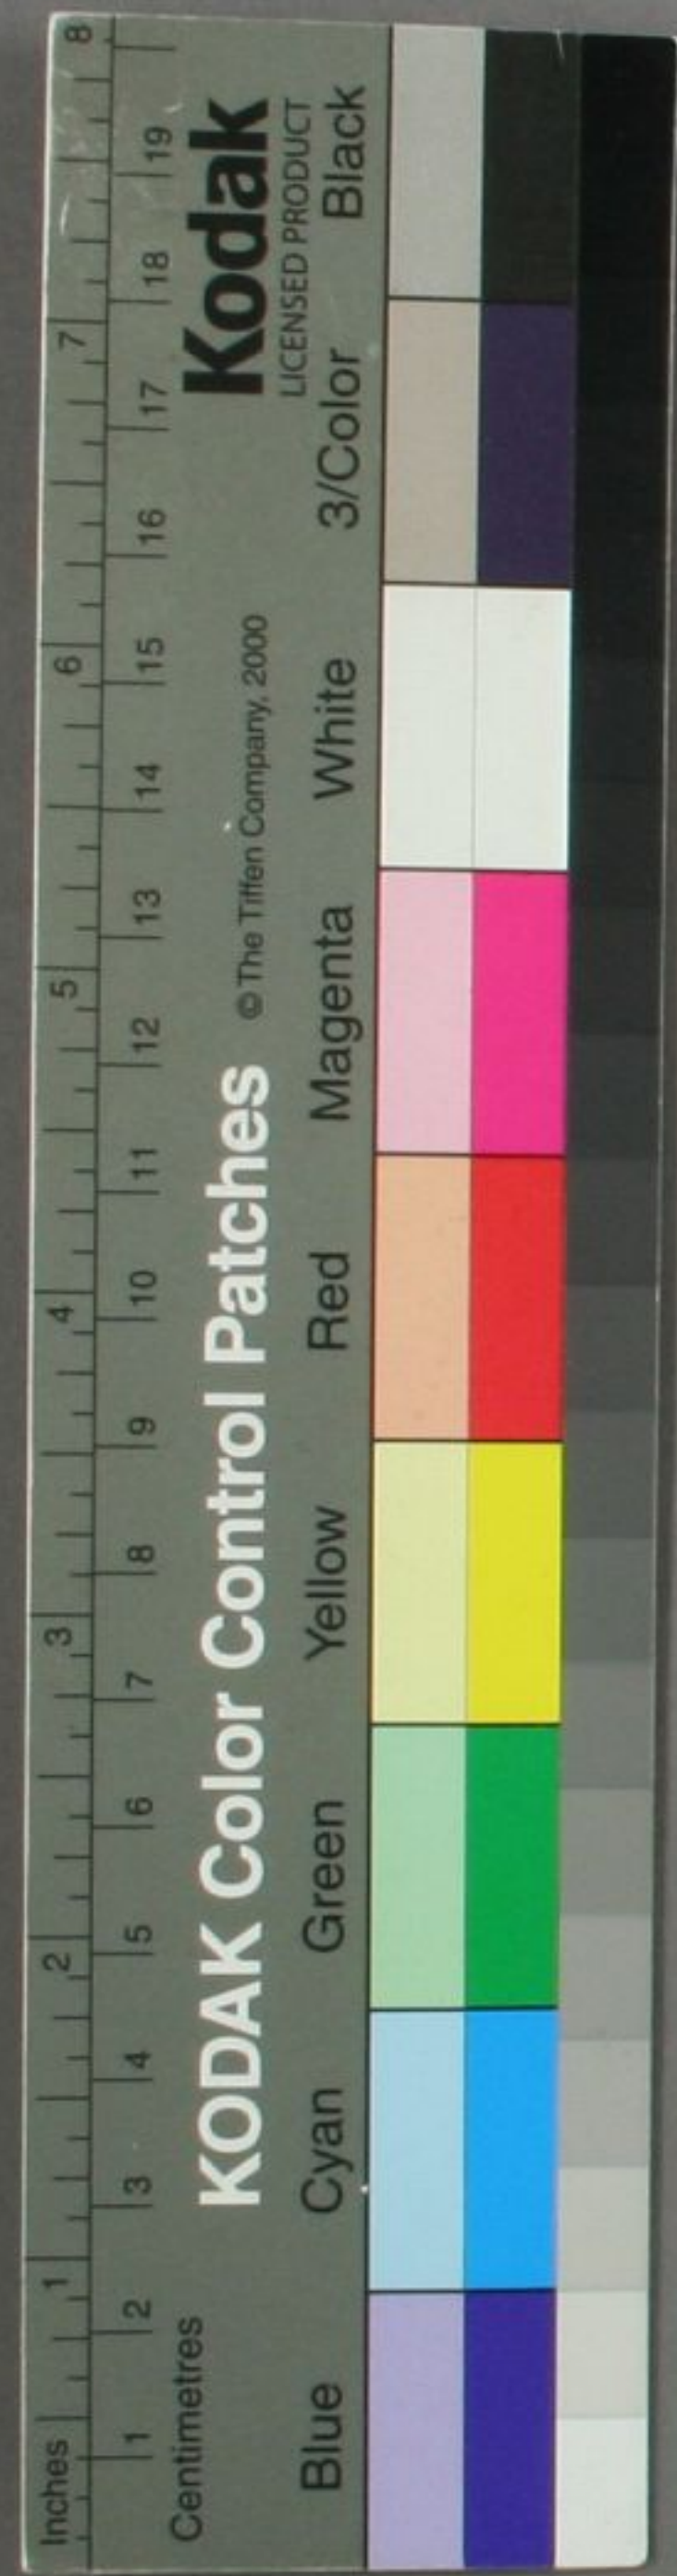 Inches 1 2 3 4 5 6 7 8
Centimetres 1 2 3 4 5 6 7 8 9 10 11 12 13 14 15 16 17 18 19
KODAK Color Control Patches © The Tiffen Company, 2000 Kodak
LICENSED PRODUCT
Blue Cyan Green Yellow Red Magenta White 3/Color Black